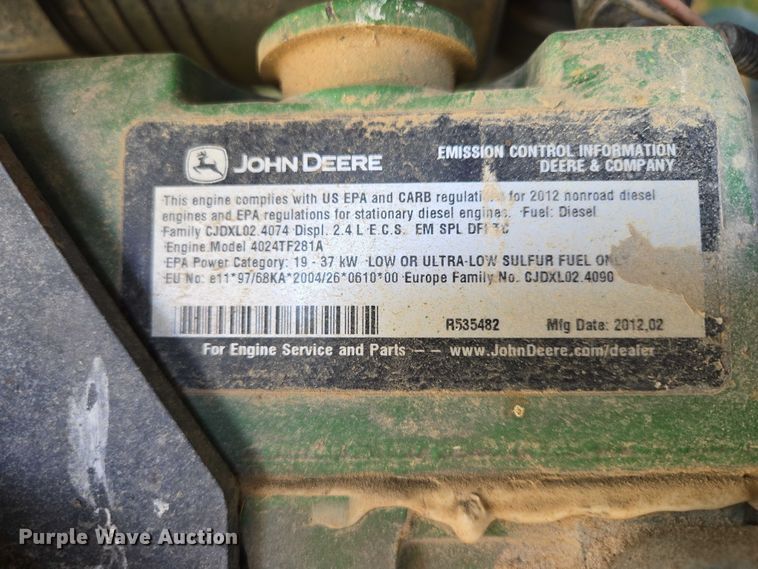 JOHN DEERE
EMISSION CONTROL INFORMATION
DEERE & COMPANY
This engine complies with US EPA and CARB regulations for 2012 nonroad diesel
engines and EPA regulations for stationary diesel engines. Fuel: Diesel
Family CJDXL02.4074 Displ. 2.4 L E.C.S. EM SPL DFI TC
Engine Model 4024TF281A
EPA Power Category: 19 - 37 kW LOW OR ULTRA-LOW SULFUR FUEL ONLY
EU No: e11*97/68KA*2004/26*0610*00 Europe Family No. CJDXL02.4090
R535482 Mfg Date: 2012.02
For Engine Service and Parts - - www.JohnDeere.com/dealer
Purple Wave Auction